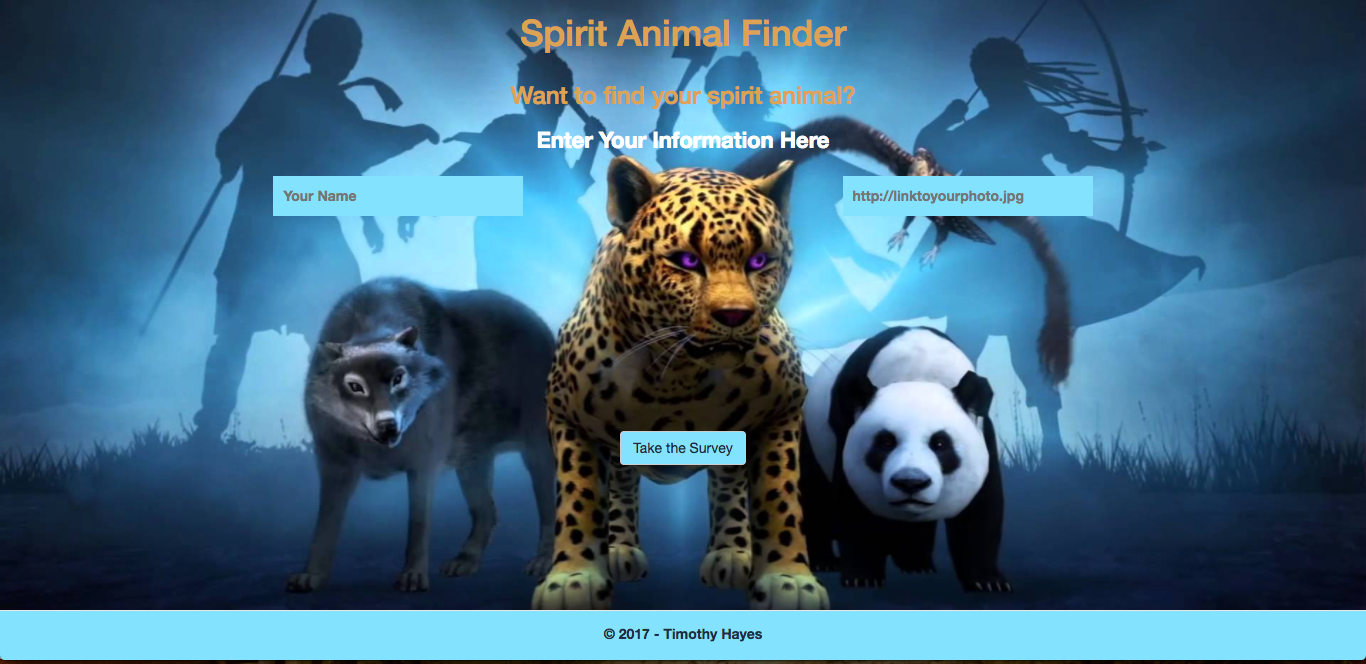 Spirit Animal Finder
Want to find your spirit animal?
Enter Your Information Here
Your Name
http://linktoyourphoto.jpg
Take the Survey
© 2017 - Timothy Hayes